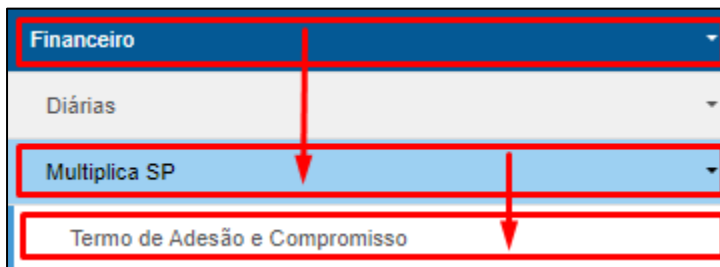 Financeiro
Diárias
Multiplica SP
Termo de Adesão e Compromisso